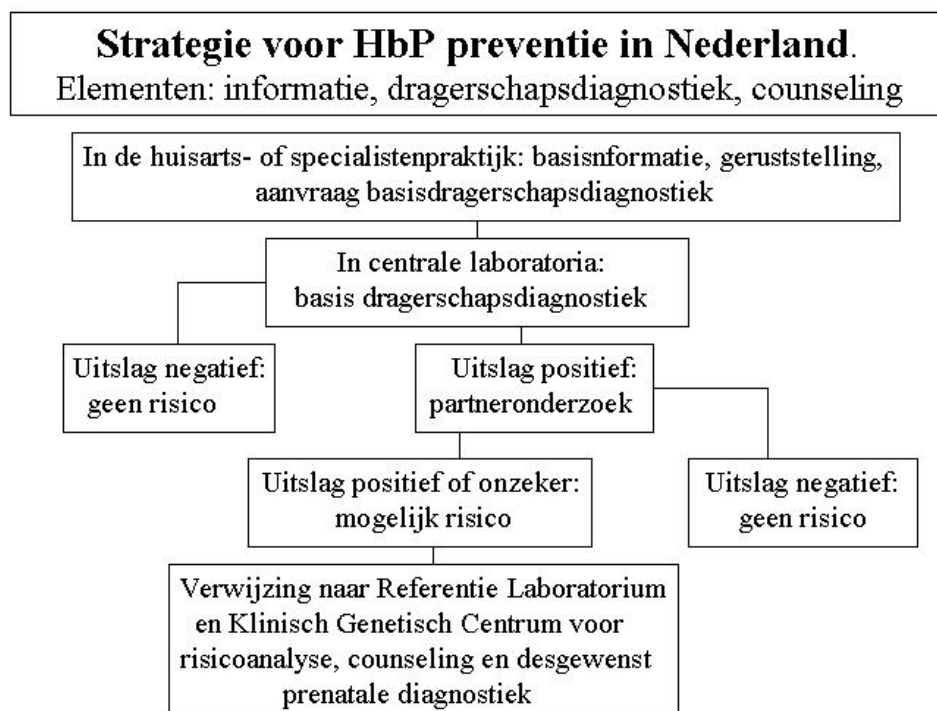 Strategie voor HbP preventie in Nederland.
Elementen: informatie, dragerschapsdiagnostiek, counseling
In de huisarts- of specialistenpraktijk: basisnformatie, geruststelling,
aanvraag basisdragerschapsdiagnostiek
In centrale laboratoria:
basis dragerschapsdiagnostiek
Uitslag negatief:
geen risico
Uitslag positief:
partneronderzoek
Uitslag positief of onzeker:
mogelijk risico
Uitslag negatief:
geen risico
Verwijzing naar Referentie Laboratorium
en Klinisch Genetisch Centrum voor
risicoanalyse, counseling en desgewenst
prenatale diagnostiek